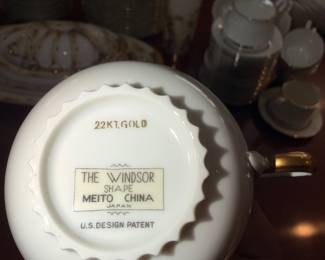 22KT.GOLD
THE WINDSOR
SHAPE
MEITO CHINA
JAPAN
U.S. DESIGN PATENT